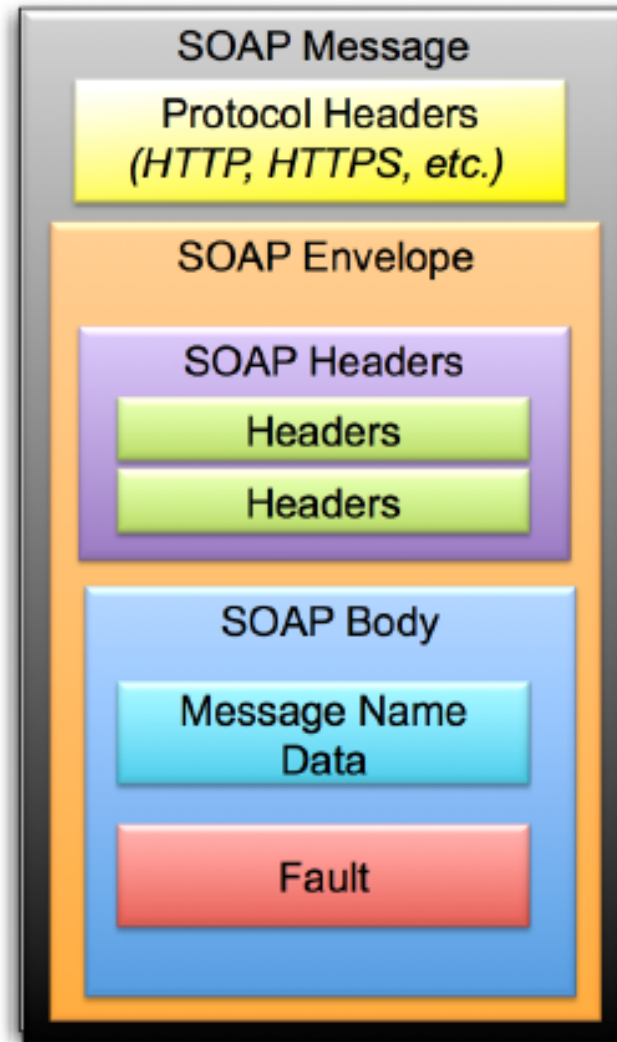 SOAP Message
Protocol Headers
(HTTP, HTTPS, etc.)
SOAP Envelope
SOAP Headers
Headers
Headers
SOAP Body
Message Name
Data
Fault